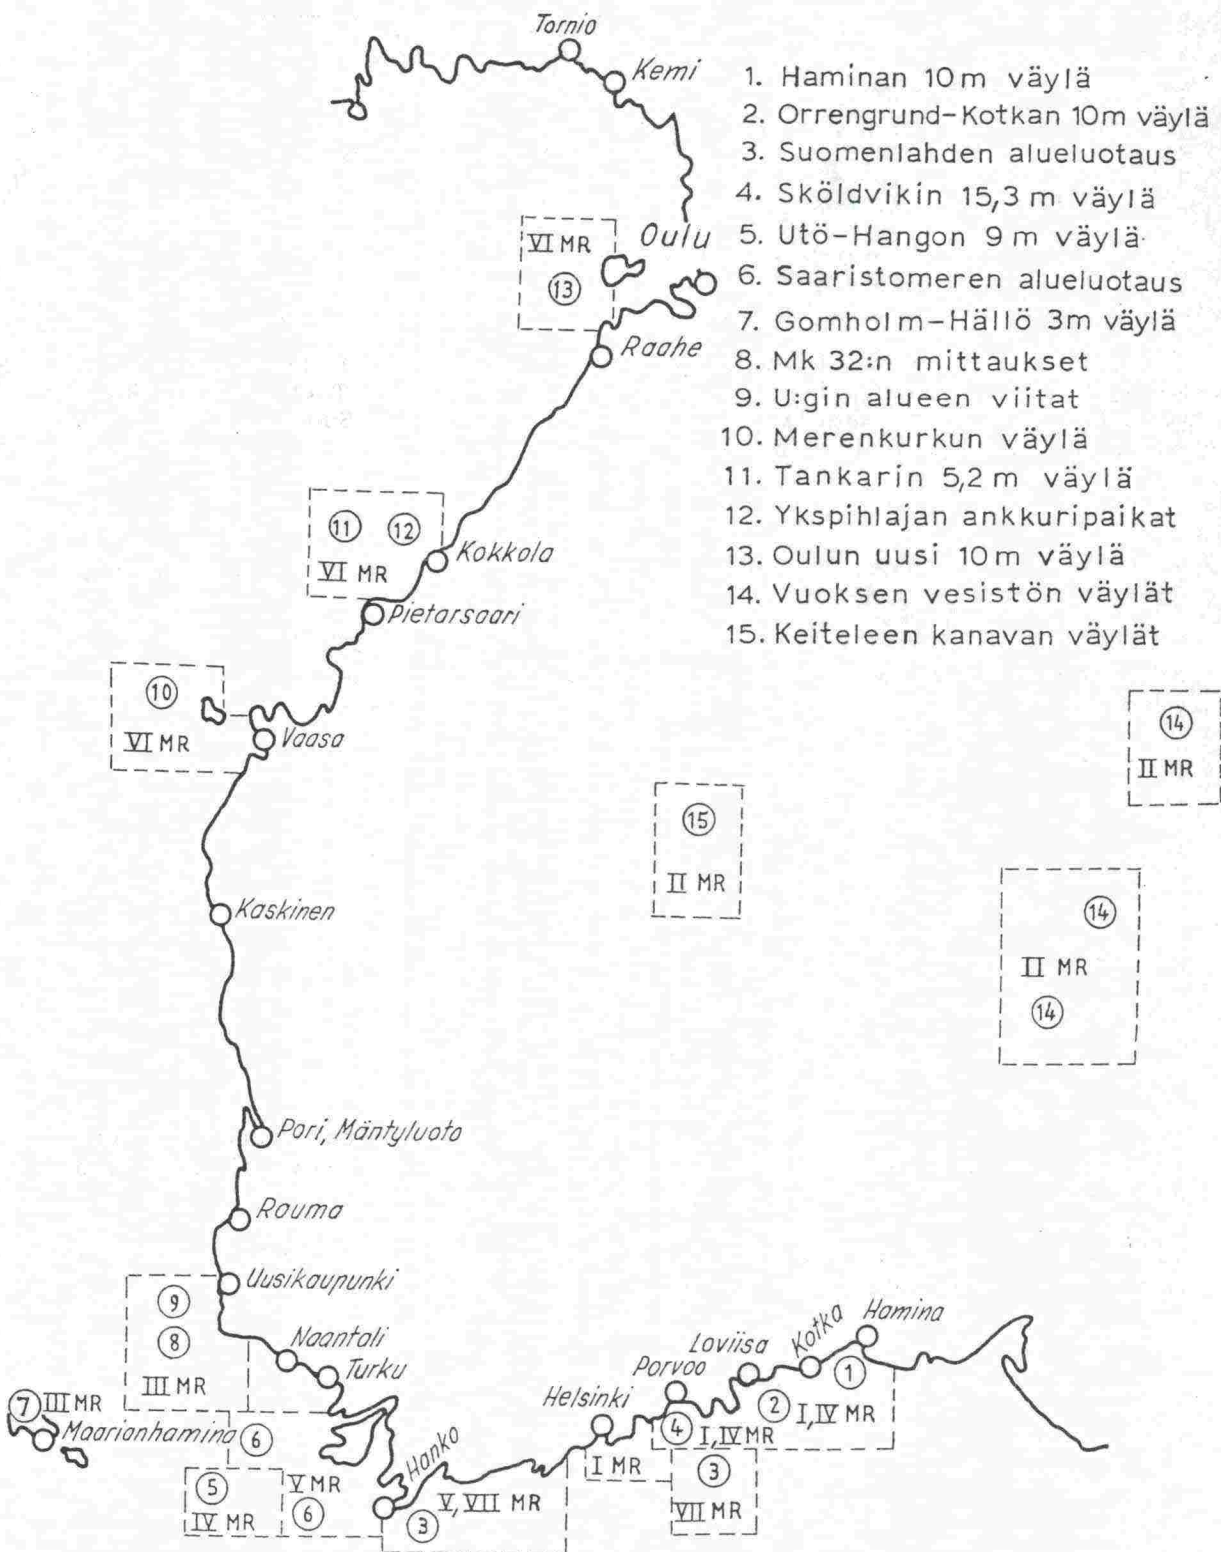 Tornio
Kemi
1. Haminan 10 m väylä
2. Orrengrund-Kotkan 10m väylä
3. Suomenlahden alueluotaus
4. Sköldvikin 15,3 m väylä
5. Utö-Hangon 9 m väylä
6. Saaristomeren alueluotaus
7. Gomholm-Hällö 3m väylä
8. Mk 32:n mittaukset
9. U:gin alueen viitat
10. Merenkurkun väylä
11. Tankarin 5,2 m väylä
12. Ykspihlajan ankkuripaikat
13. Oulun uusi 10m väylä
14. Vuoksen vesistön väylät
15. Keiteleen kanavan väylät
VI MR
13
Oulu
Raahe
11 12
VI MR
Kokkola
Pietarsaari
10
VI MR
Vaasa
14
II MR
15
II MR
14
II MR
14
Kaskinen
Pori, Mäntyluoto
Rauma
Uusikaupunki
9
8
III MR
Naantali
Turku
7 III MR
Maarianhamina
6
5
IV MR
V MR
6
Hanko
3
V, VII MR
Helsinki
I MR
Porvoo
4
I, IV MR
3
VII MR
Loviisa
2
I, IV MR
Kotka
1
Hamina